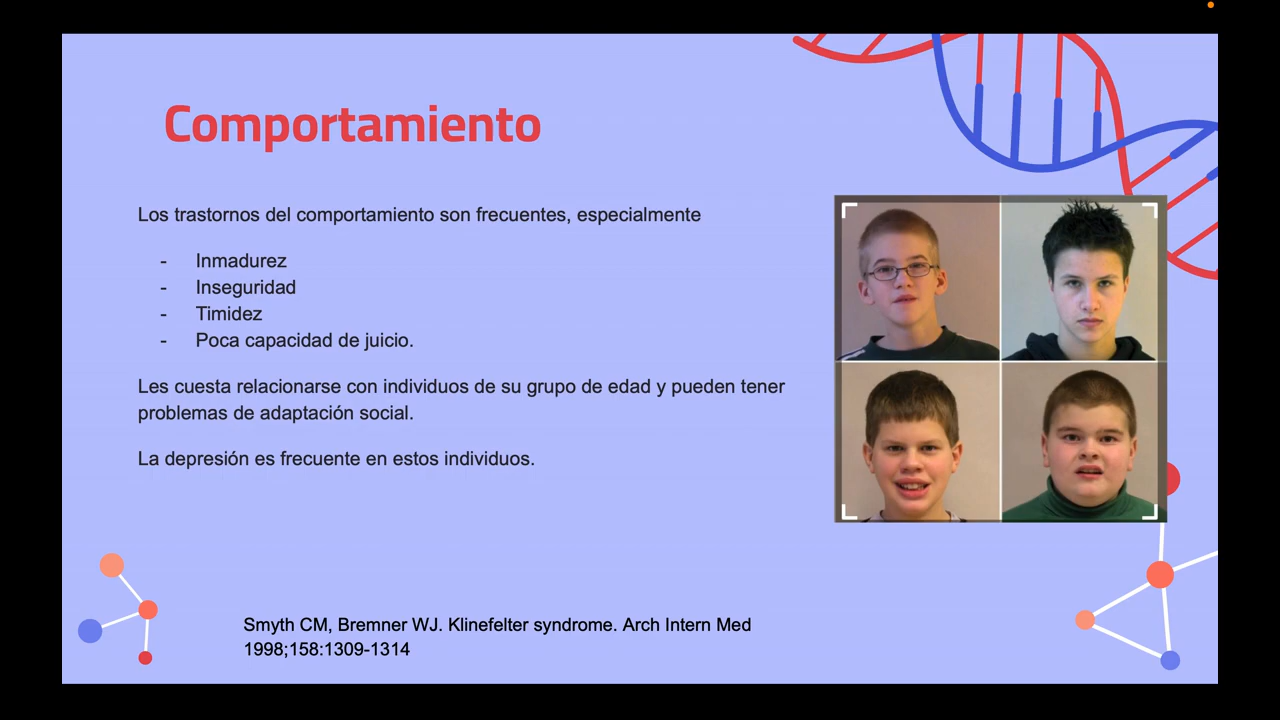 Comportamiento
Los trastornos del comportamiento son frecuentes, especialmente
- Inmadurez
- Inseguridad
- Timidez
- Poca capacidad de juicio.
Les cuesta relacionarse con individuos de su grupo de edad y pueden tener
problemas de adaptación social.
La depresión es frecuente en estos individuos.
Smyth CM, Bremner WJ. Klinefelter syndrome. Arch Intern Med
1998;158:1309-1314